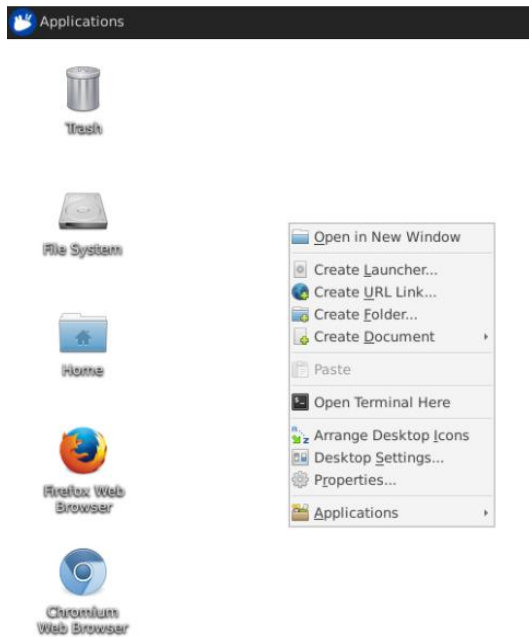 Applications
Trash
File System
Home
Firefox Web
Browser
Chromium
Web Browser
Open in New Window
Create Launcher...
Create URL Link...
Create Folder...
Create Document
Paste
Open Terminal Here
Arrange Desktop Icons
Desktop Settings...
Properties...
Applications